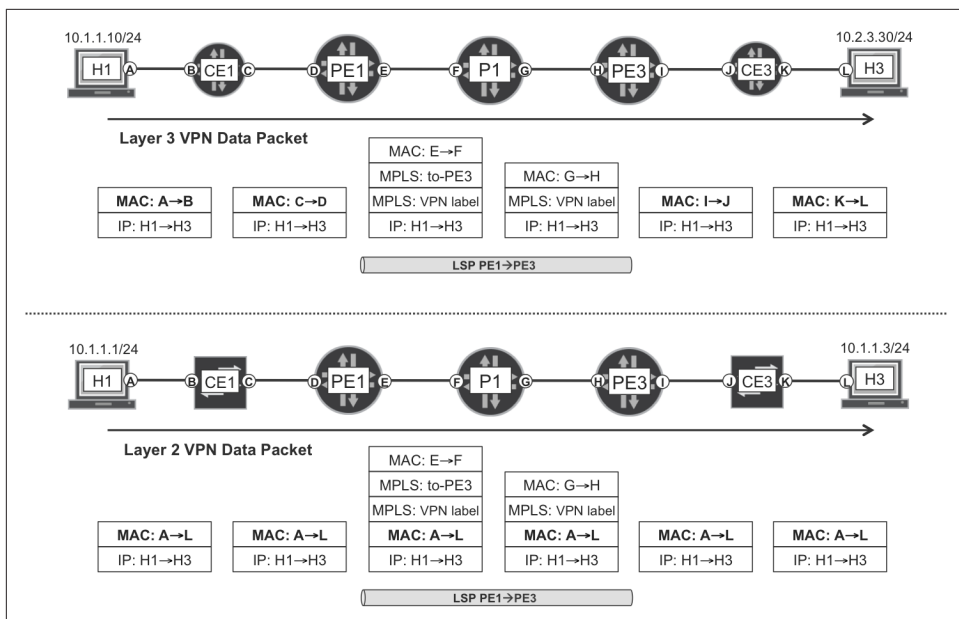 10.1.1.10/24 10.2.3.30/24
H1 A B CE1 C D PE1 E F P1 G H PE3 I J CE3 K L H3
Layer 3 VPN Data Packet
MAC: E→F
MPLS: to-PE3 MAC: G→H
MAC: A→B MAC: C→D MPLS: VPN label MPLS: VPN label MAC: I→J MAC: K→L
IP: H1→H3 IP: H1→H3 IP: H1→H3 IP: H1→H3 IP: H1→H3 IP: H1→H3
LSP PE1→PE3
10.1.1.1/24 10.1.1.3/24
H1 A B CE1 C D PE1 E F P1 G H PE3 I J CE3 K L H3
Layer 2 VPN Data Packet
MAC: E→F
MPLS: to-PE3 MAC: G→H
MPLS: VPN label MPLS: VPN label
MAC: A→L MAC: A→L MAC: A→L MAC: A→L MAC: A→L MAC: A→L
IP: H1→H3 IP: H1→H3 IP: H1→H3 IP: H1→H3 IP: H1→H3 IP: H1→H3
LSP PE1→PE3